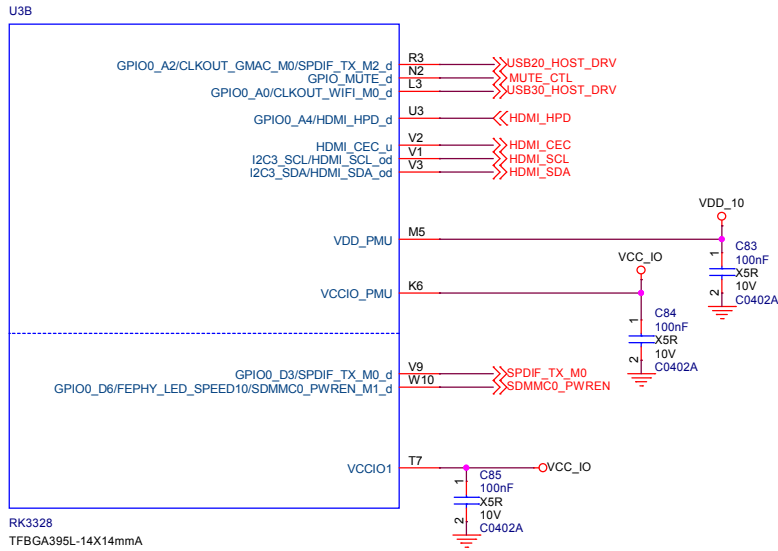 U3B
GPIO0_A2/CLKOUT_GMAC_M0/SPDIF_TX_M2_d R3 USB20_HOST_DRV
GPIO_MUTE_d N2 MUTE_CTL
GPIO0_A0/CLKOUT_WIFI_M0_d L3 USB30_HOST_DRV
GPIO0_A4/HDMI_HPD_d U3 HDMI_HPD
HDMI_CEC_u V2 HDMI_CEC
I2C3_SCL/HDMI_SCL_od V1 HDMI_SCL
I2C3_SDA/HDMI_SDA_od V3 HDMI_SDA
VDD_10
VDD_PMU M5
C83
1 100nF
X5R
2 10V
C0402A
VCC_IO
VCCIO_PMU K6
C84
1 100nF
X5R
2 10V
C0402A
GPIO0_D3/SPDIF_TX_M0_d V9 SPDIF_TX_M0
GPIO0_D6/FEPHY_LED_SPEED10/SDMMC0_PWREN_M1_d W10 SDMMC0_PWREN
VCCIO1 T7 VCC_IO
C85
1 100nF
X5R
2 10V
C0402A
RK3328
TFBGA395L-14X14mmA